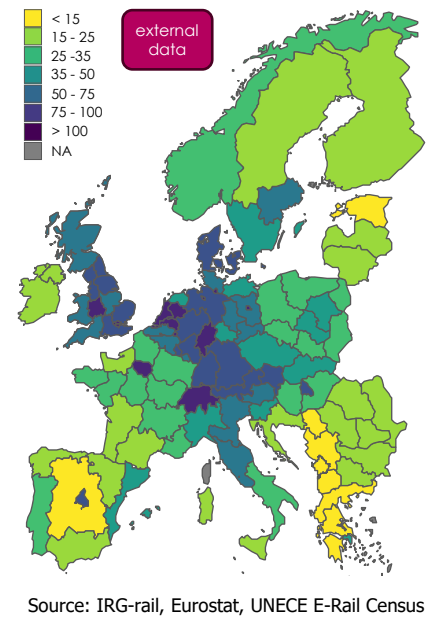 < 15
15 - 25
25 -35
35 - 50
50 - 75
75 - 100
> 100
NA
external
data
Source: IRG-rail, Eurostat, UNECE E-Rail Census